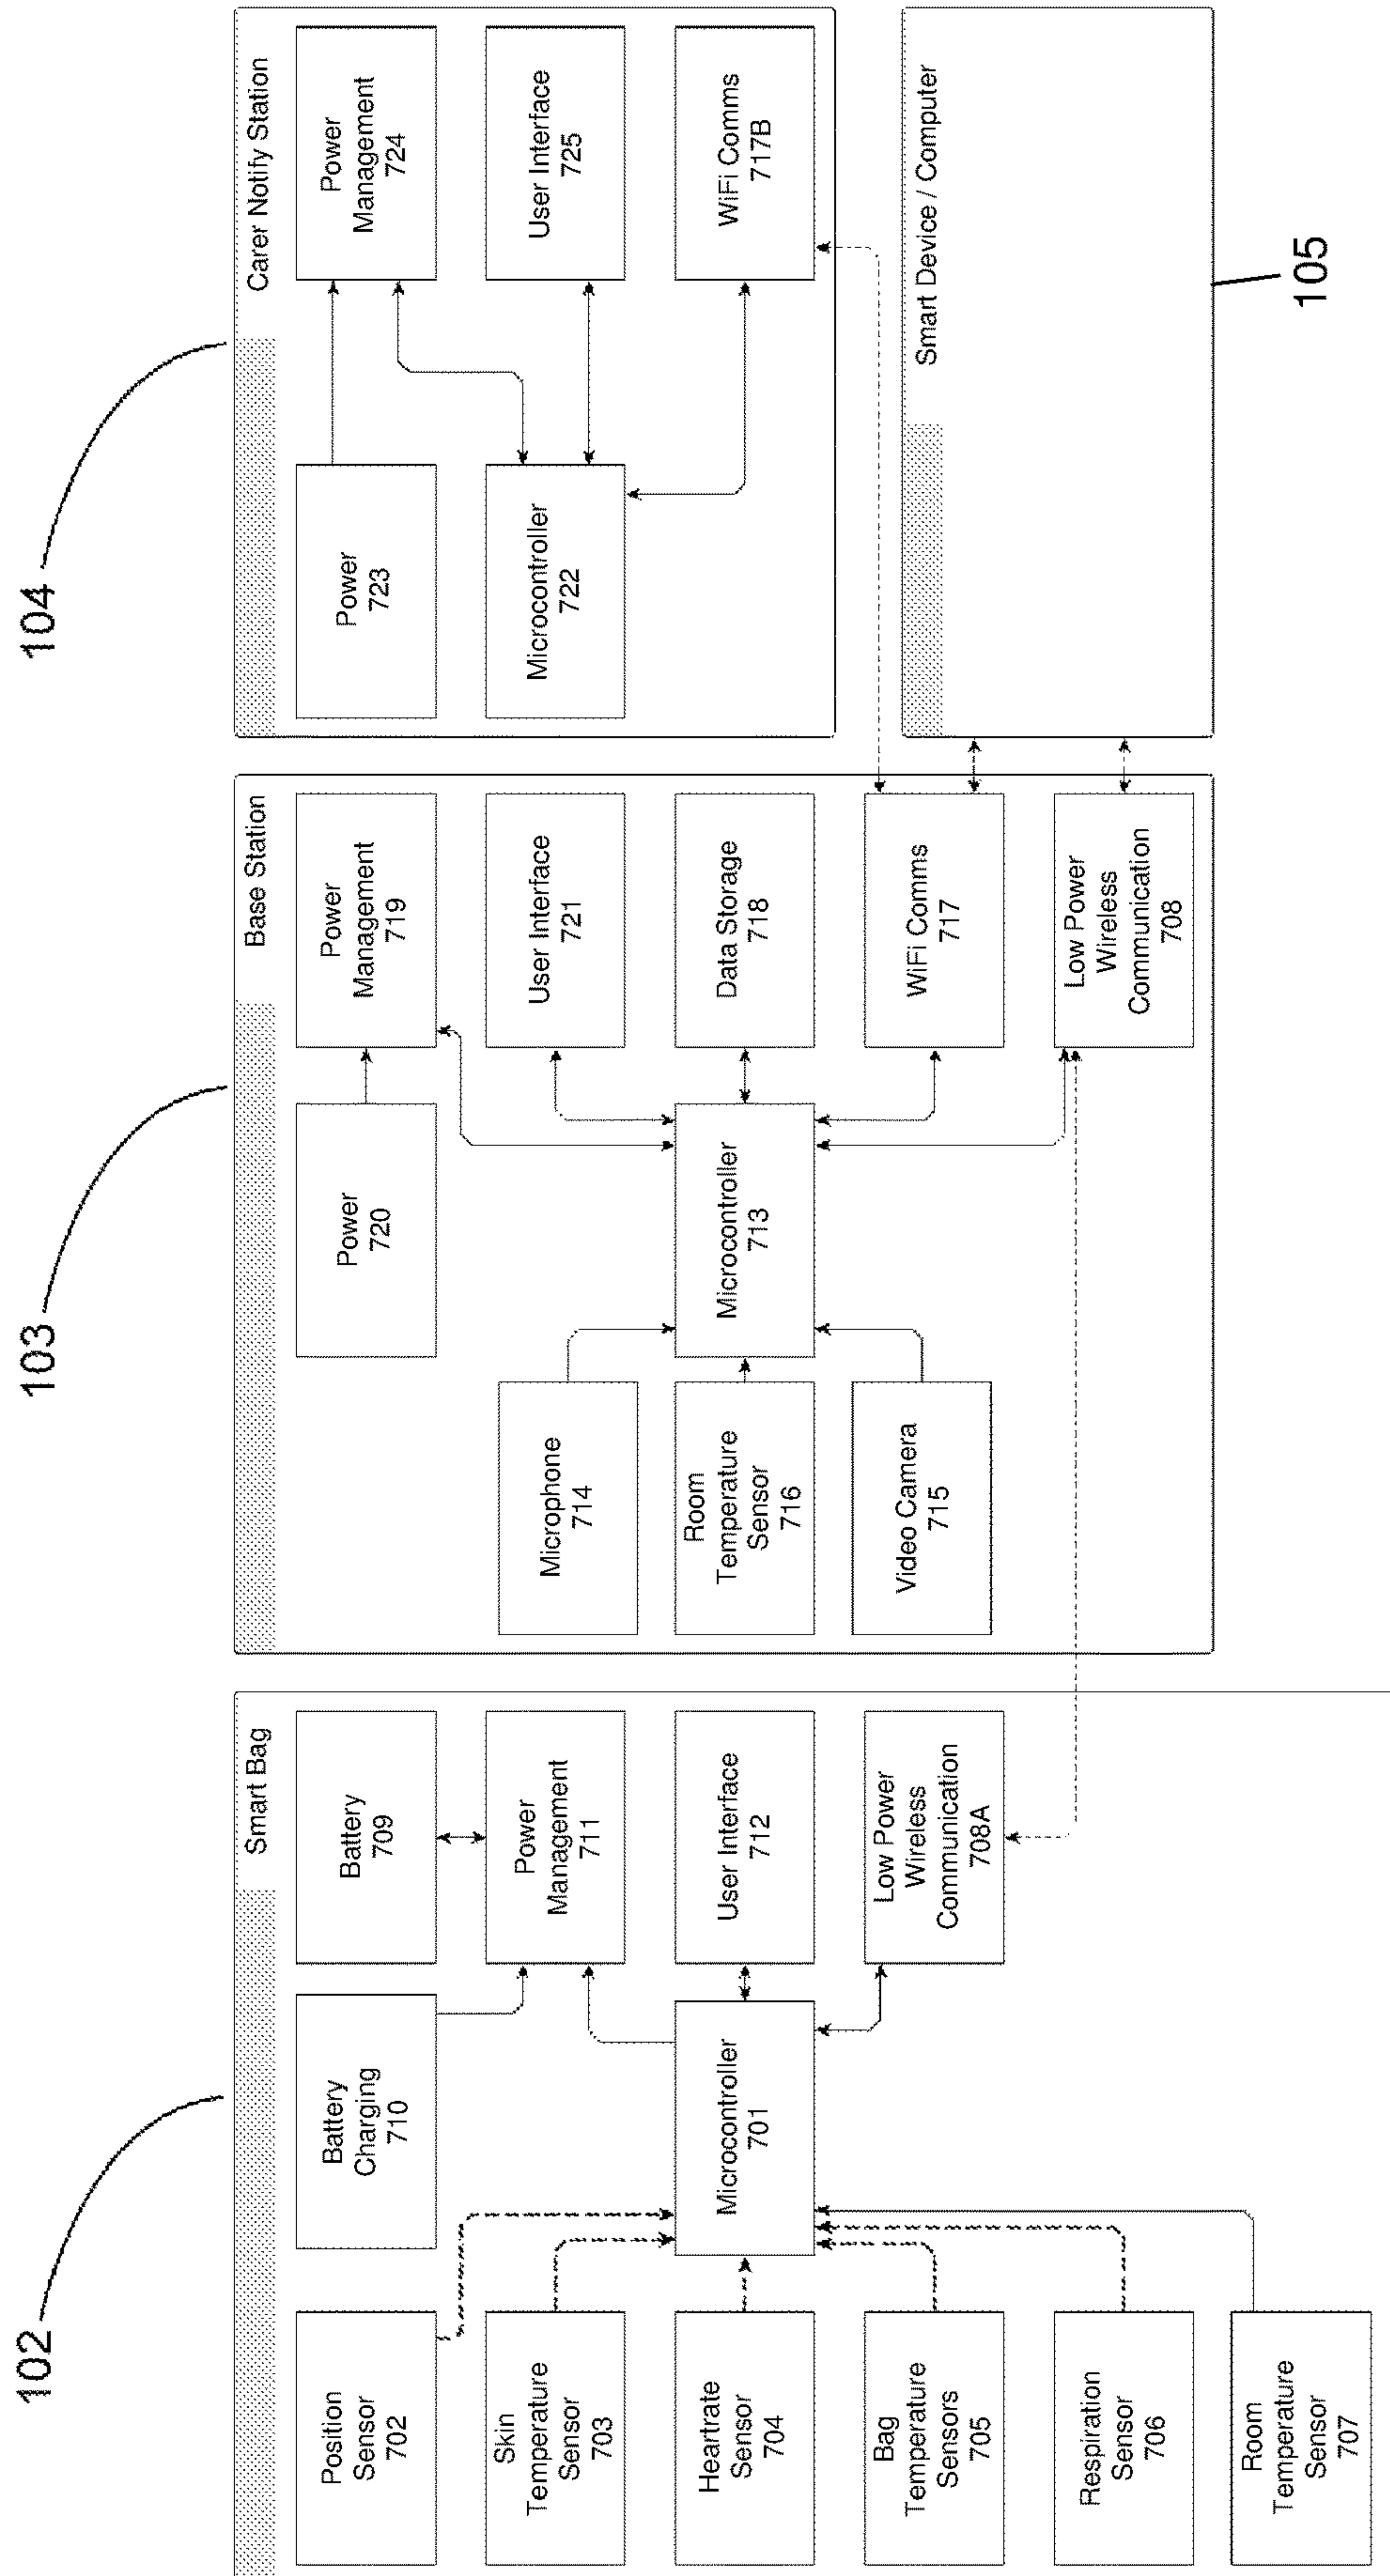 102
Smart Bag
Position
Sensor
702
Skin
Temperature
Sensor
703
Heartrate
Sensor
704
Bag
Temperature
Sensors
705
Respiration
Sensor
706
Room
Temperature
Sensor
707
Battery
Charging
710
Microcontroller
701
Battery
709
Power
Management
711
User Interface
712
Low Power
Wireless
Communication
708A
103
Base Station
Microphone
714
Room
Temperature
Sensor
716
Video Camera
715
Power
720
Microcontroller
713
Power
Management
719
User Interface
721
Data Storage
718
WiFi Comms
717
Low Power
Wireless
Communication
708
104
Carer Notify Station
Power
723
Microcontroller
722
Power
Management
724
User Interface
725
WiFi Comms
717B
Smart Device / Computer
105